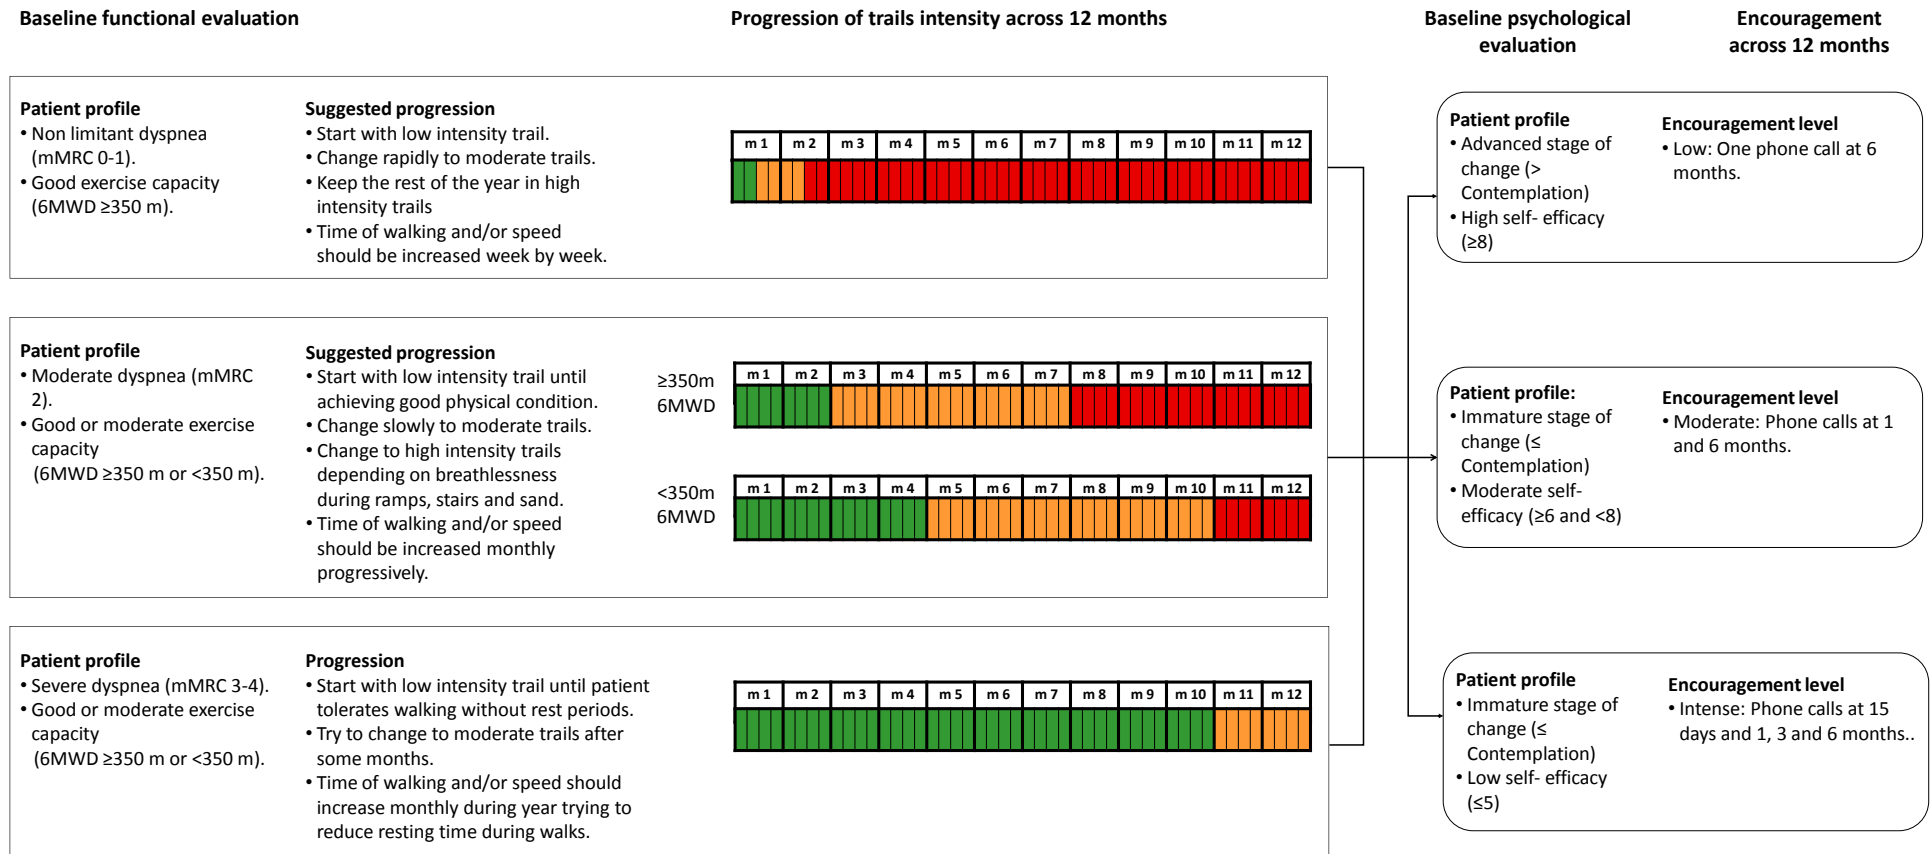 Baseline functional evaluation
Progression of trails intensity across 12 months
Baseline psychological
evaluation
Encouragement
across 12 months
Patient profile
• Non limitant dyspnea
(mMRC 0-1).
• Good exercise capacity
(6MWD ≥350 m).
Suggested progression
• Start with low intensity trail.
• Change rapidly to moderate trails.
• Keep the rest of the year in high
intensity trails
• Time of walking and/or speed
should be increased week by week.
m 1 m 2 m 3 m 4 m 5 m 6 m 7 m 8 m 9 m 10 m 11 m 12
Patient profile
• Advanced stage of
change (>
Contemplation)
• High self- efficacy
(≥8)
Encouragement level
• Low: One phone call at 6
months.
Patient profile
• Moderate dyspnea (mMRC
2).
• Good or moderate exercise
capacity
(6MWD ≥350 m or <350 m).
Suggested progression
• Start with low intensity trail until
achieving good physical condition.
• Change slowly to moderate trails.
• Change to high intensity trails
depending on breathlessness
during ramps, stairs and sand.
• Time of walking and/or speed
should be increased monthly
progressively.
≥350m
6MWD
m 1 m 2 m 3 m 4 m 5 m 6 m 7 m 8 m 9 m 10 m 11 m 12
<350m
6MWD
m 1 m 2 m 3 m 4 m 5 m 6 m 7 m 8 m 9 m 10 m 11 m 12
Patient profile:
• Immature stage of
change (≤
Contemplation)
• Moderate self-
efficacy (≥6 and <8)
Encouragement level
• Moderate: Phone calls at 1
and 6 months.
Patient profile
• Severe dyspnea (mMRC 3-4).
• Good or moderate exercise
capacity
(6MWD ≥350 m or <350 m).
Progression
• Start with low intensity trail until patient
tolerates walking without rest periods.
• Try to change to moderate trails after
some months.
• Time of walking and/or speed should
increase monthly during year trying to
reduce resting time during walks.
m 1 m 2 m 3 m 4 m 5 m 6 m 7 m 8 m 9 m 10 m 11 m 12
Patient profile
• Immature stage of
change (≤
Contemplation)
• Low self- efficacy
(≤5)
Encouragement level
• Intense: Phone calls at 15
days and 1, 3 and 6 months..